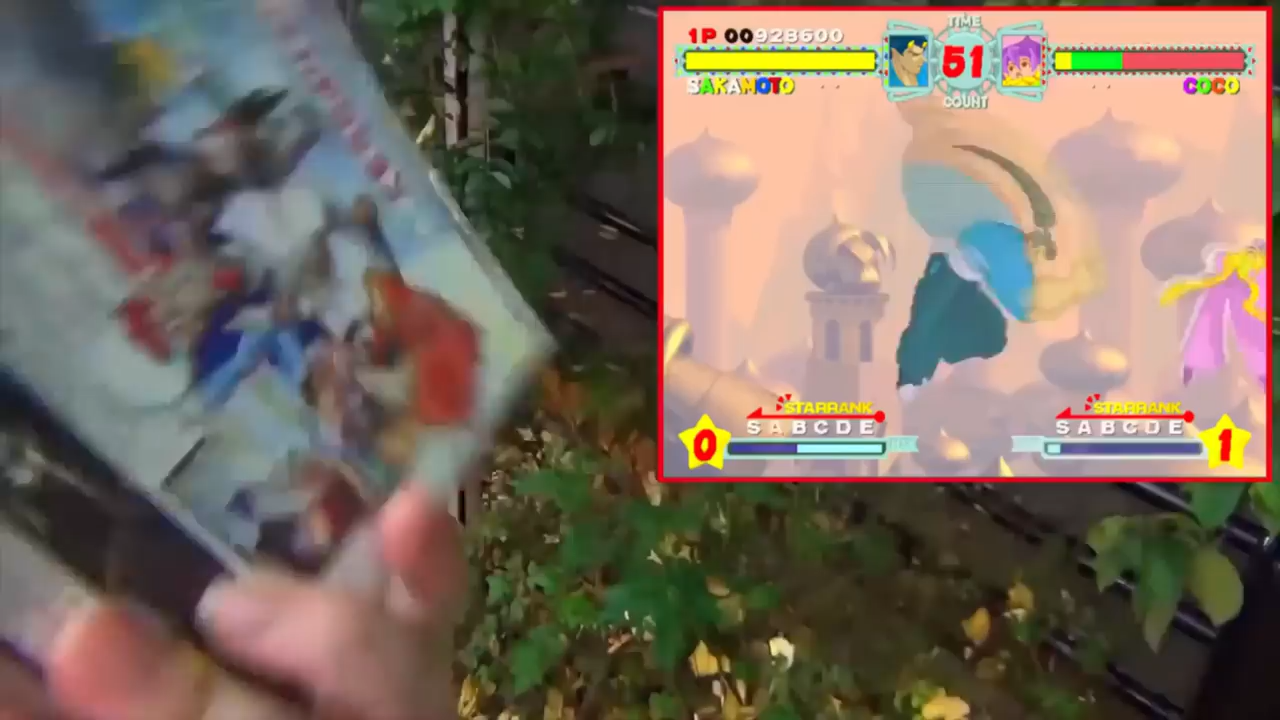 1P 00928600
TIME
51
COUNT
SAKAMOTO
COCO
STARRANK
S A B C D E
0
STARRANK
S A B C D E
1